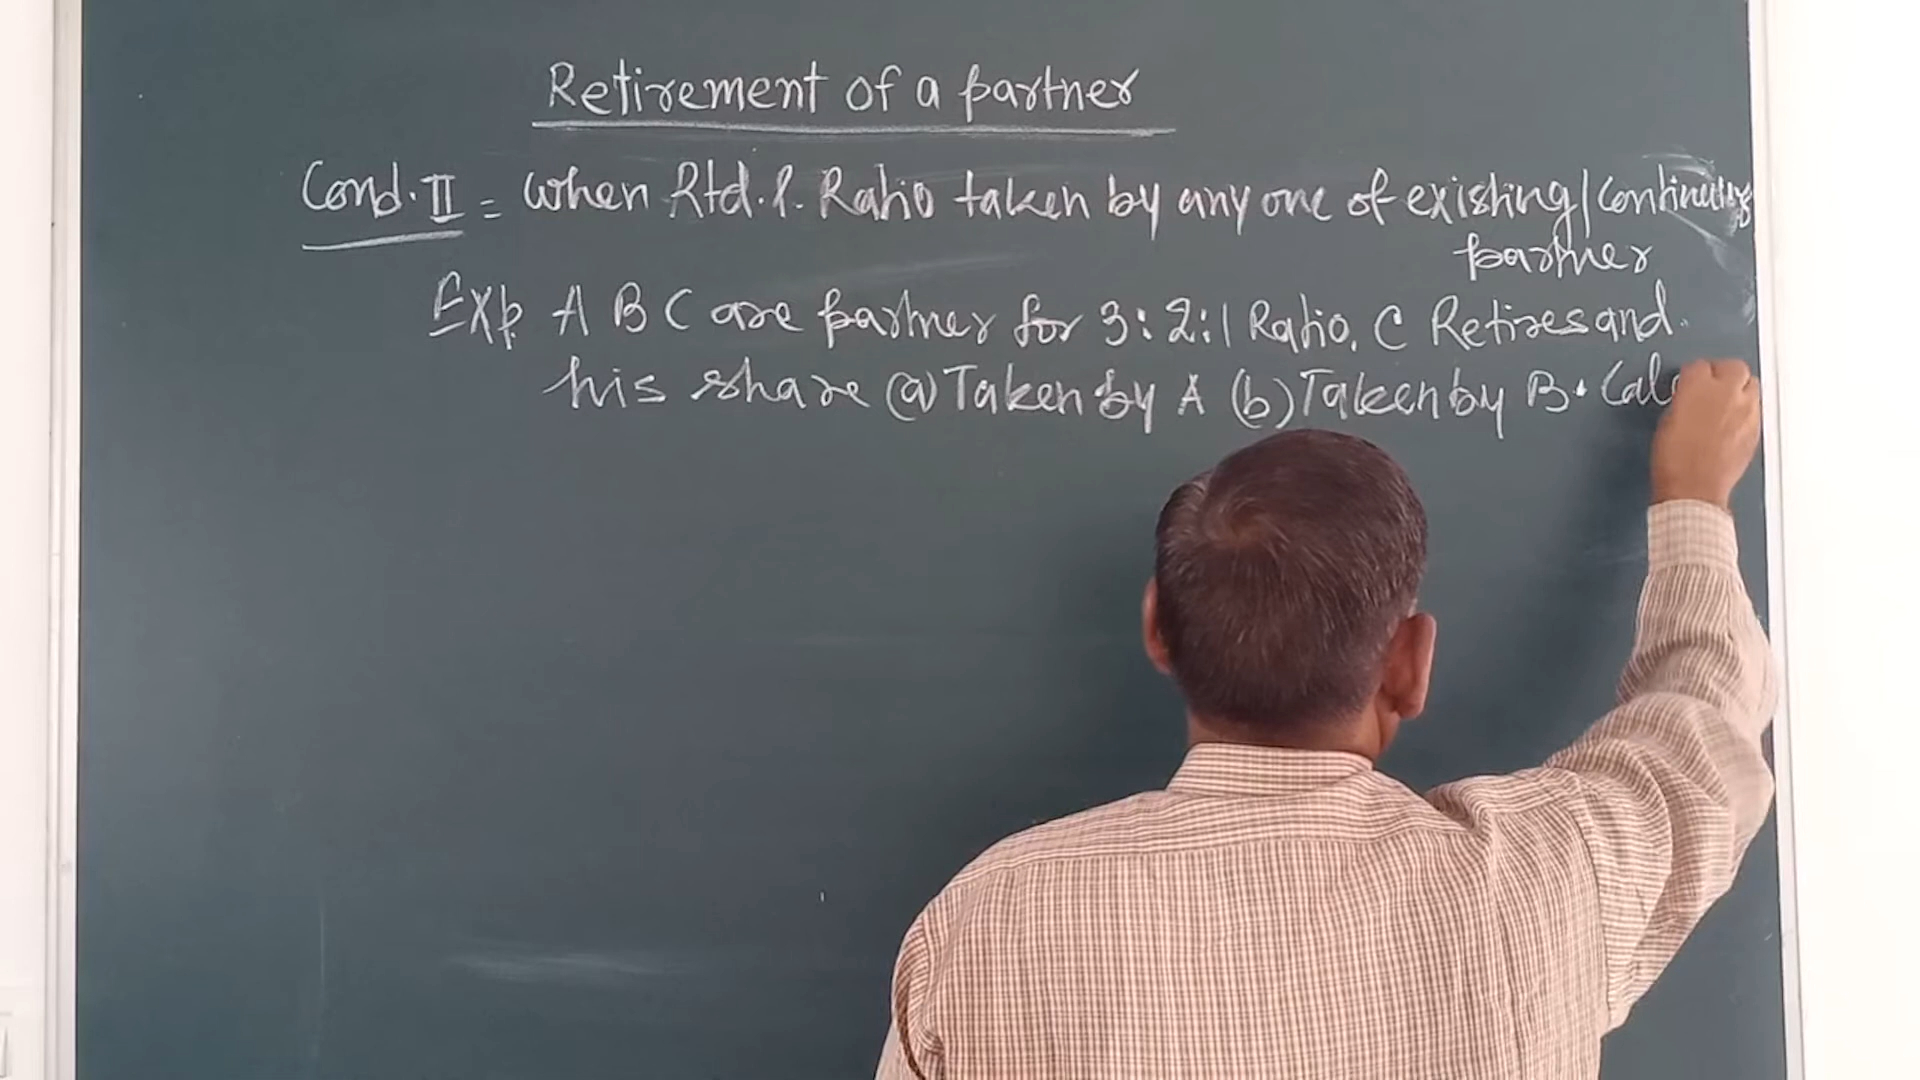 Retirement of a partner
Cond. II = When Rtd. P. Ratio taken by any one of existing/Continuing
partner
Exp. A B C are partner for 3:2:1 Ratio. C Retires and
his share (a) Taken by A (b) Taken by B. Cal